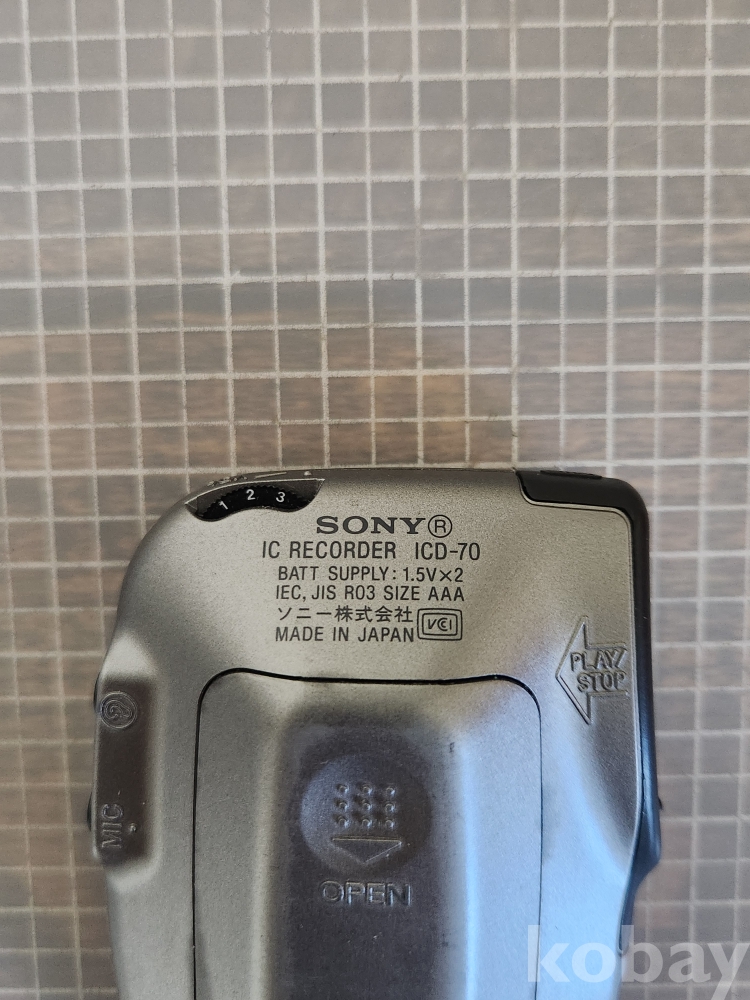 1 2 3
SONY®
IC RECORDER ICD-70
BATT SUPPLY: 1.5V×2
IEC, JIS R03 SIZE AAA
ソニー株式会社
MADE IN JAPAN VCCI
PLAY/
STOP
MIC
OPEN
kobay